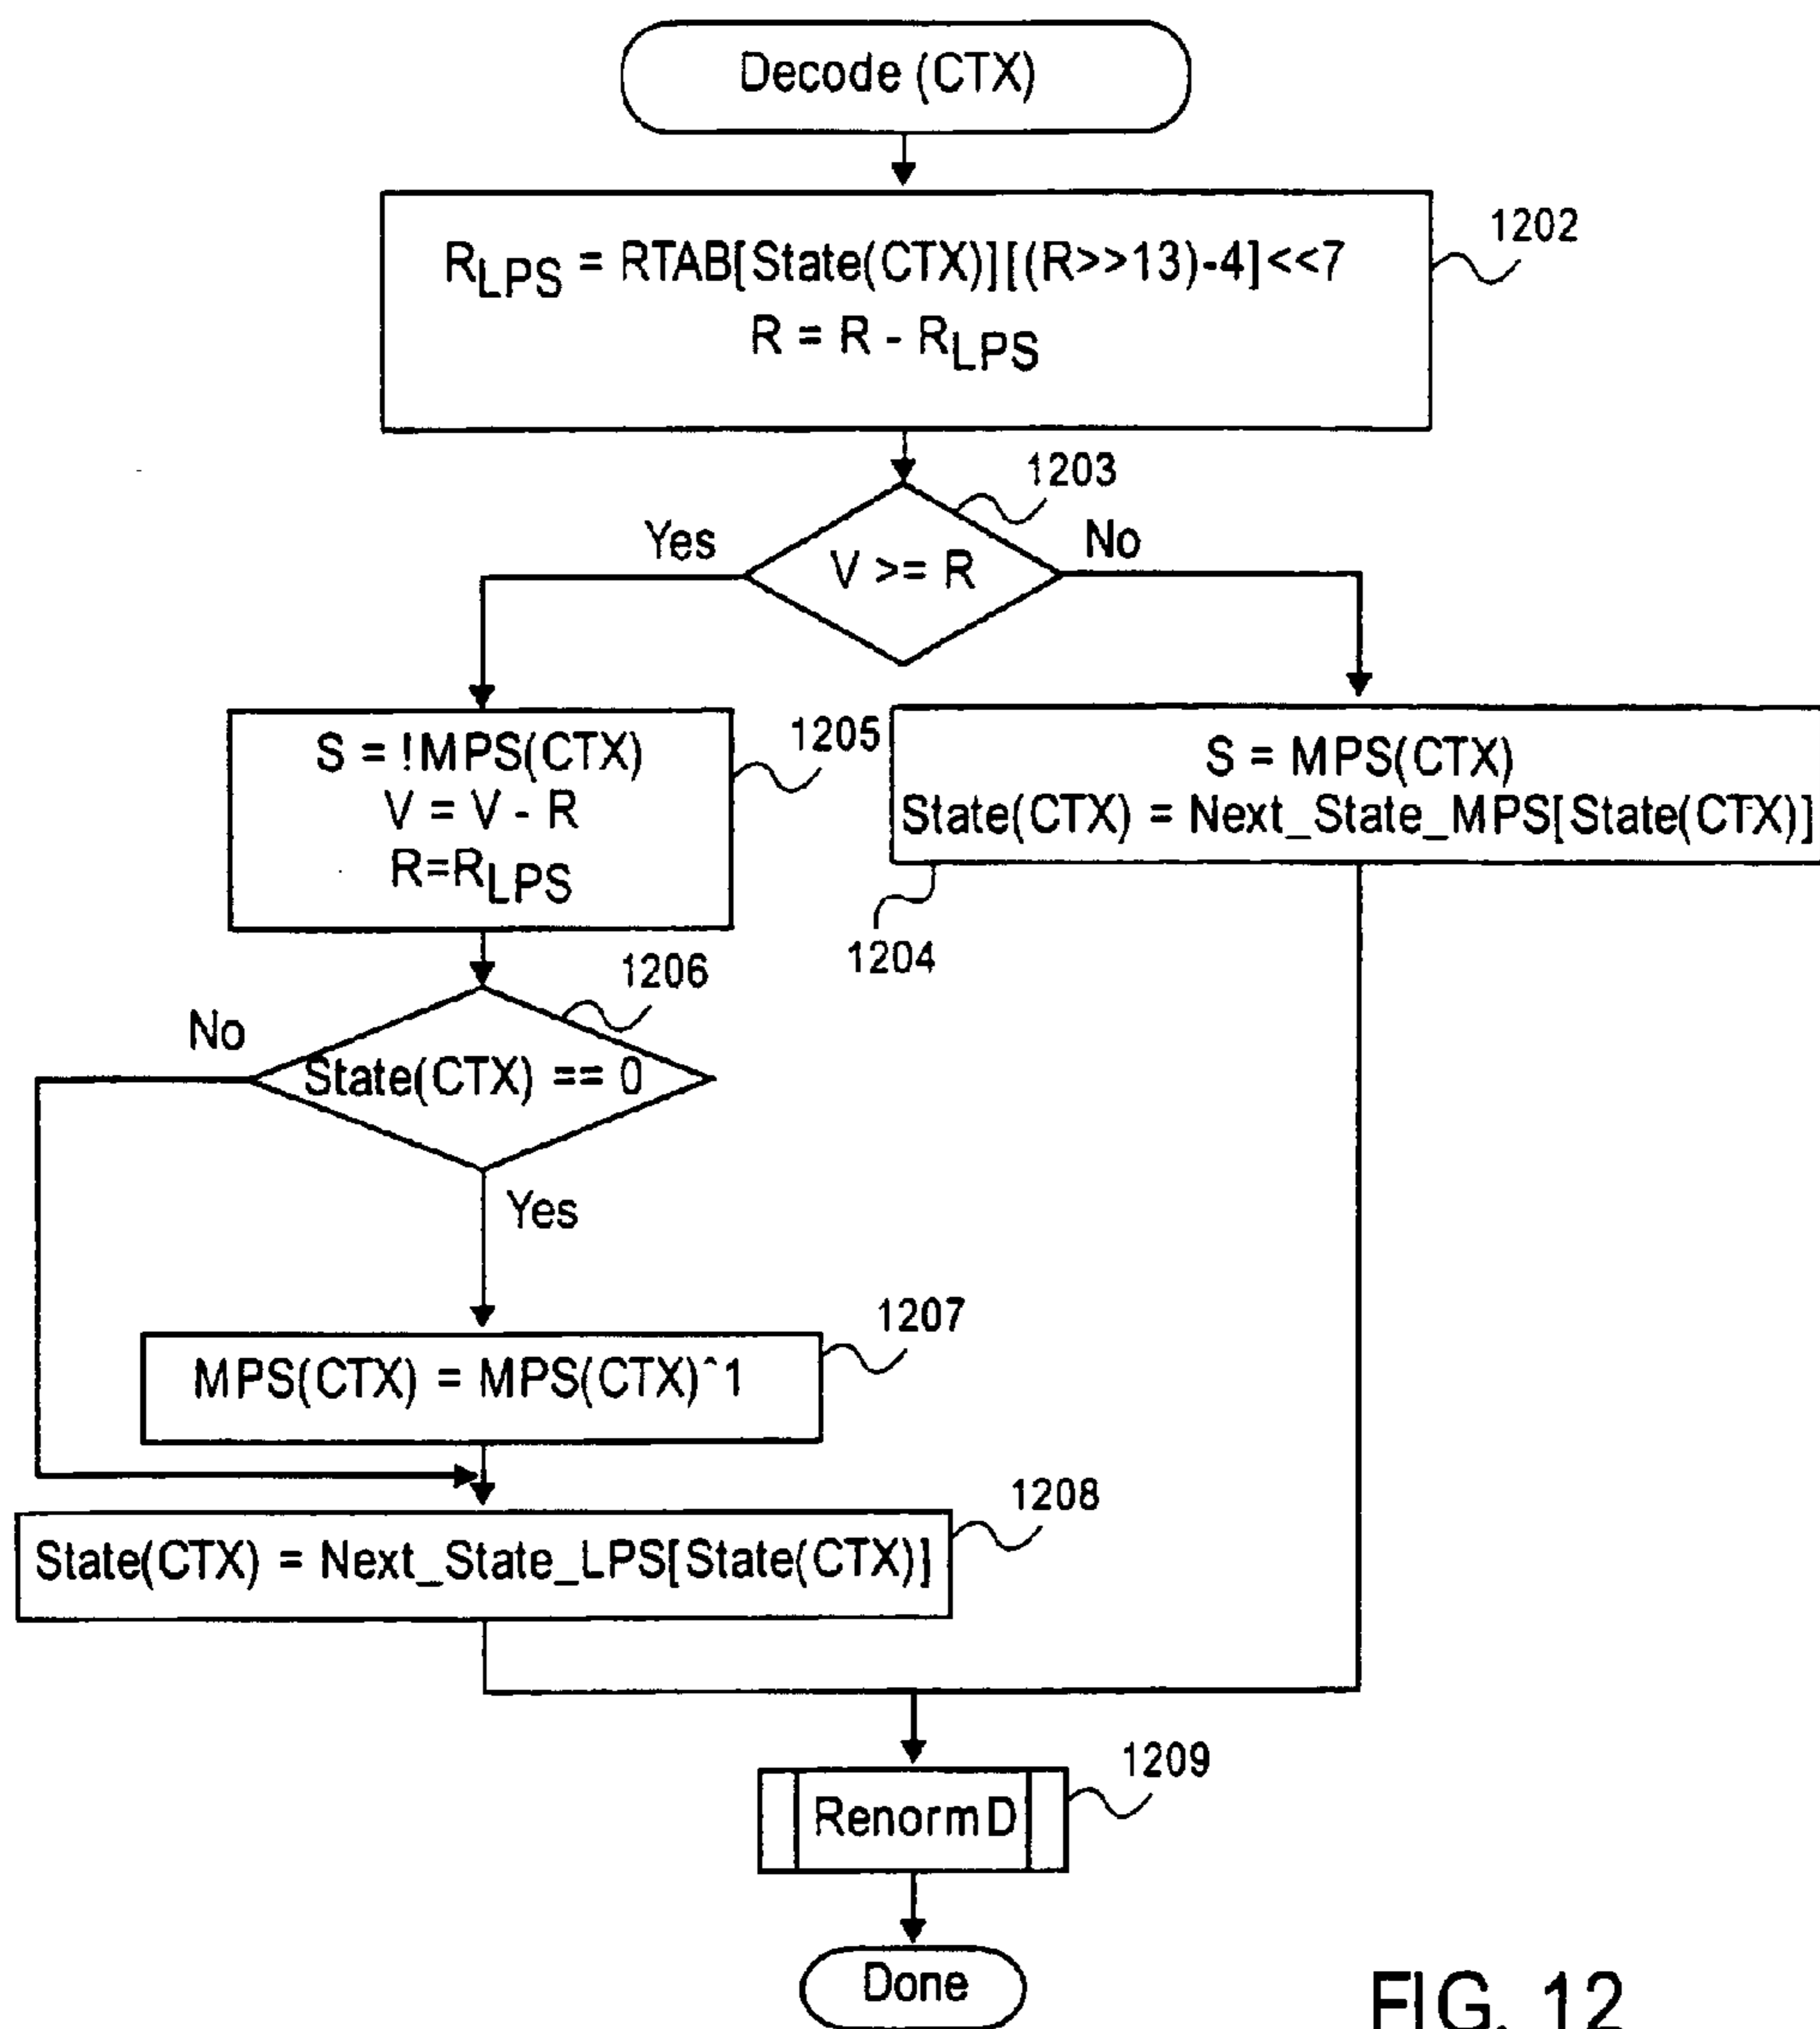 Decode (CTX)
1202
RLPS = RTAB[State(CTX)][(R>>13)-4]<<7
R = R - RLPS
1203
Yes
No
V >= R
1205
S = !MPS(CTX)
V = V - R
R=RLPS
S = MPS(CTX)
State(CTX) = Next_State_MPS[State(CTX)]
1204
1206
No
State(CTX) == 0
Yes
1207
MPS(CTX) = MPS(CTX)^1
1208
State(CTX) = Next_State_LPS[State(CTX)]
1209
RenormD
Done
FIG. 12